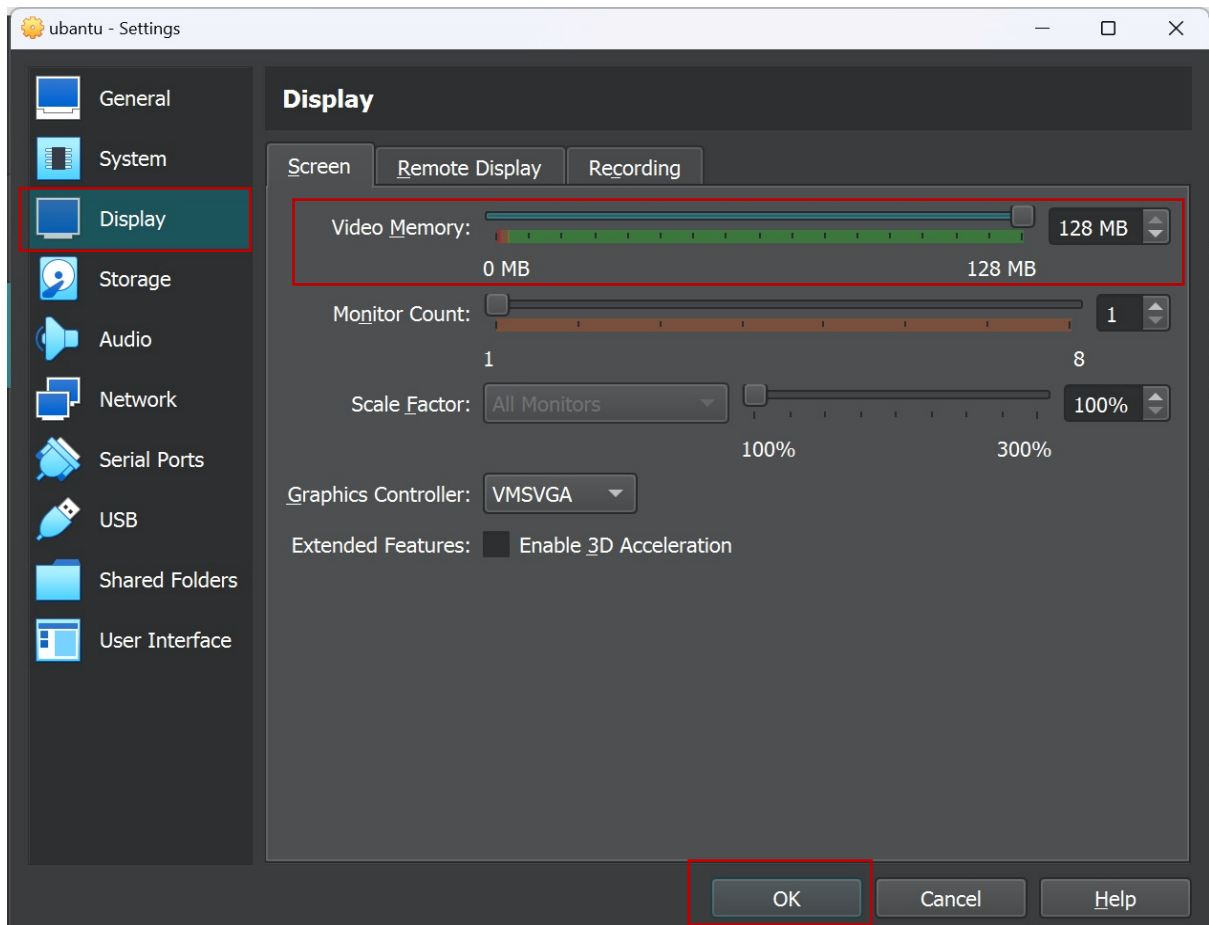 ubantu - Settings
General
System
Display
Storage
Audio
Network
Serial Ports
USB
Shared Folders
User Interface
Display
Screen
Remote Display
Recording
Video Memory:
128 MB
0 MB
128 MB
Monitor Count:
1
1
8
Scale Factor:
All Monitors
100%
100%
300%
Graphics Controller:
VMSVGA
Extended Features:
Enable 3D Acceleration
OK
Cancel
Help